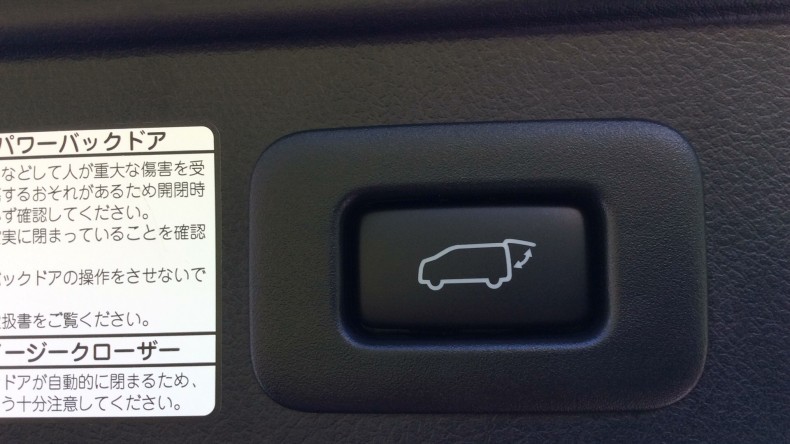 パワーバックドア
などして人が重大な傷害を受
するおそれがあるため開閉時
ず確認してください。
実に閉まっていることを確認
ックドアの操作をさせないで
扱書をご覧ください。
ージークローザー
ドアが自動的に閉まるため、
う十分注意してください。